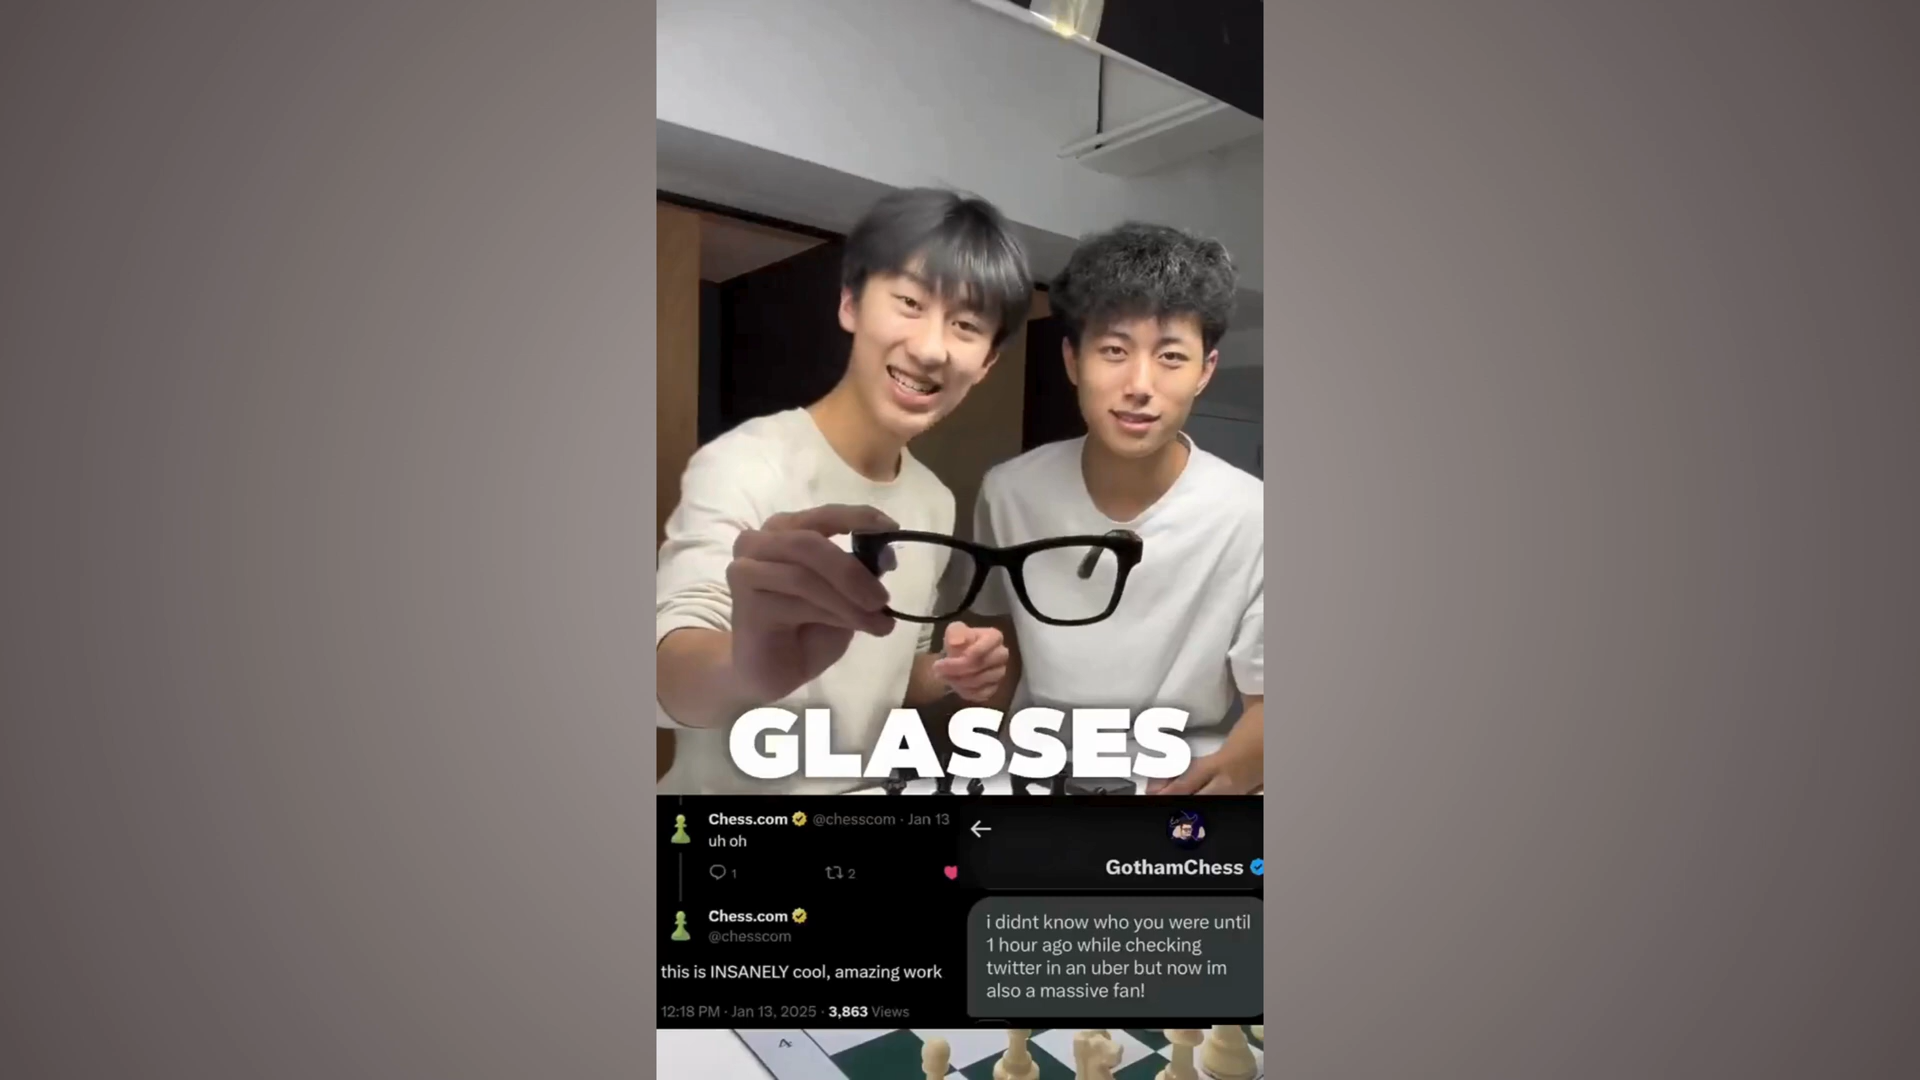 GLASSES
Chess.com @chesscom · Jan 13
uh oh
1 2
Chess.com
@chesscom
this is INSANELY cool, amazing work
12:18 PM · Jan 13, 2025 · 3,863 Views
GothamChess
i didnt know who you were until
1 hour ago while checking
twitter in an uber but now im
also a massive fan!